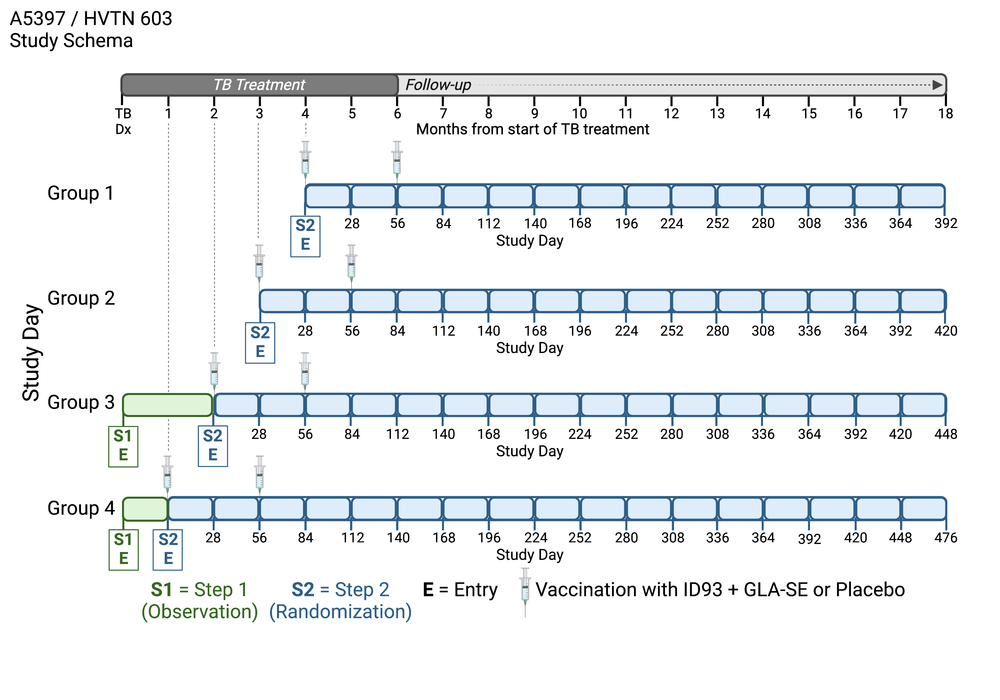 A5397 / HVTN 603
Study Schema
TB Treatment
Follow-up
TB Dx 1 2 3 4 5 6 7 8 9 10 11 12 13 14 15 16 17 18
Months from start of TB treatment
Study Day
Group 1
S2
E
28 56 84 112 140 168 196 224 252 280 308 336 364 392
Study Day
Group 2
S2
E
28 56 84 112 140 168 196 224 252 280 308 336 364 392 420
Study Day
Group 3
S1
E
S2
E
28 56 84 112 140 168 196 224 252 280 308 336 364 392 420 448
Study Day
Group 4
S1
E
S2
E
28 56 84 112 140 168 196 224 252 280 308 336 364 392 420 448 476
Study Day
S1 = Step 1
(Observation)
S2 = Step 2
(Randomization)
E = Entry
Vaccination with ID93 + GLA-SE or Placebo